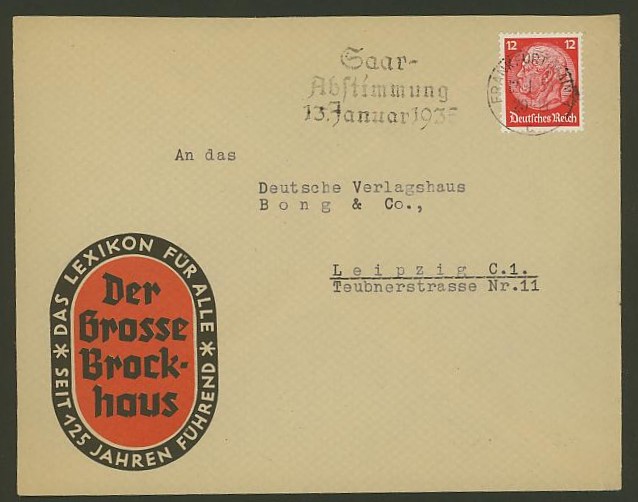 Saar-
Abstimmung
13. Januar 1935
12 12
Deutsches Reich
FRANKFURT
An das
Deutsche Verlagshaus
Bong & Co.,
Leipzig C.1.
Teubnerstrasse Nr.11
DAS LEXIKON FÜR ALLE
Der
Grosse
Brock-
haus
SEIT 125 JAHREN FÜHREND